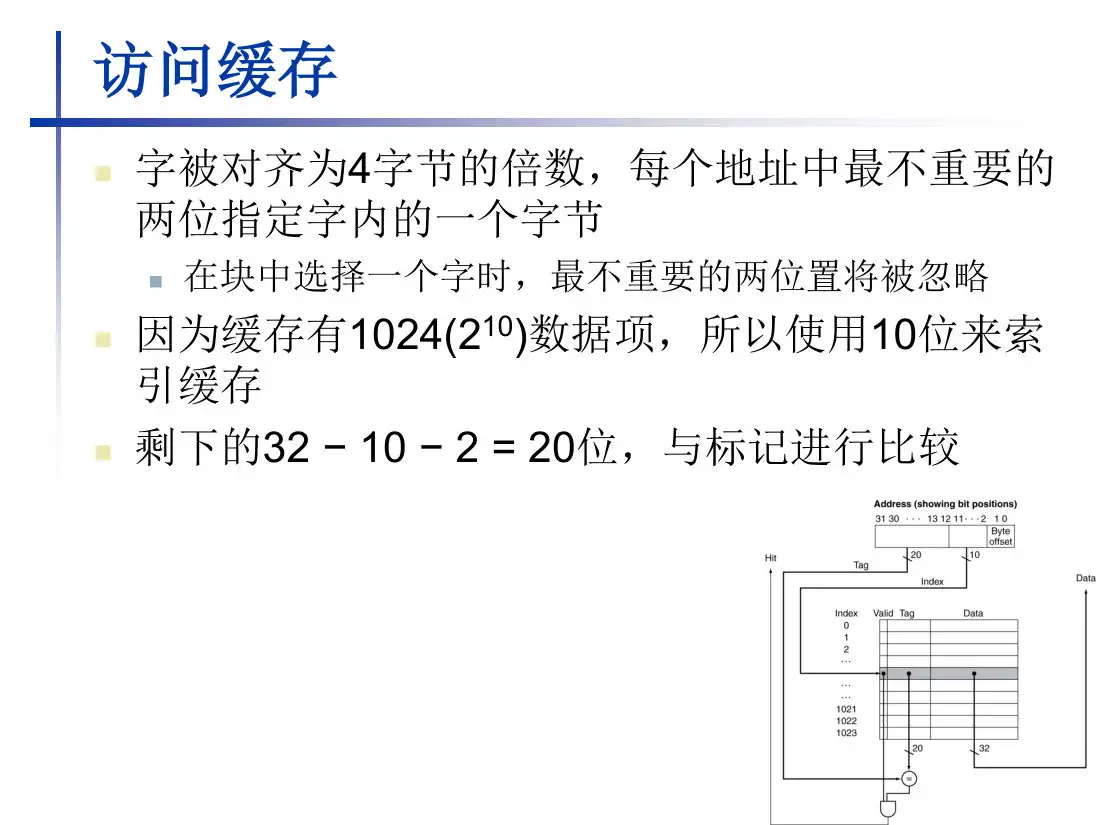 访问缓存
字被对齐为4字节的倍数，每个地址中最不重要的
两位指定字内的一个字节
在块中选择一个字时，最不重要的两位置将被忽略
因为缓存有1024(2¹⁰)数据项，所以使用10位来索
引缓存
剩下的32 − 10 − 2 = 20位，与标记进行比较
Address (showing bit positions)
31 30 ··· 13 12 11···2 1 0
Byte
offset
20 10
Hit
Tag
Data
Index
Index Valid Tag Data
0
1
2
···
···
···
1021
1022
1023
20 32
=